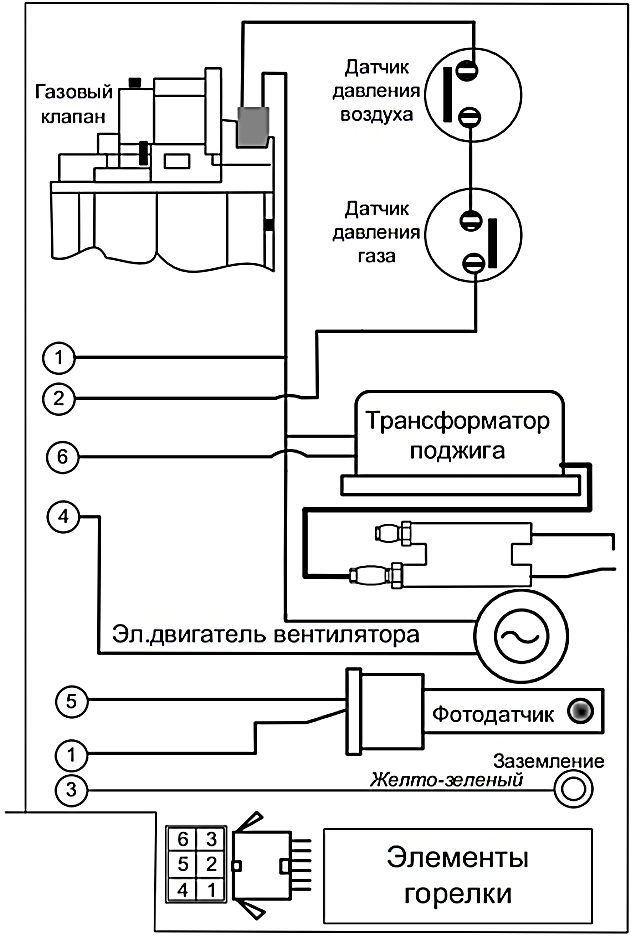 Газовый
клапан
Датчик
давления
воздуха
Датчик
давления
газа
1
2
Трансформатор
поджига
6
4
Эл.двигатель вентилятора
5
Фотодатчик
1
Заземление
3
Желто-зеленый
6 3
5 2
4 1
Элементы
горелки